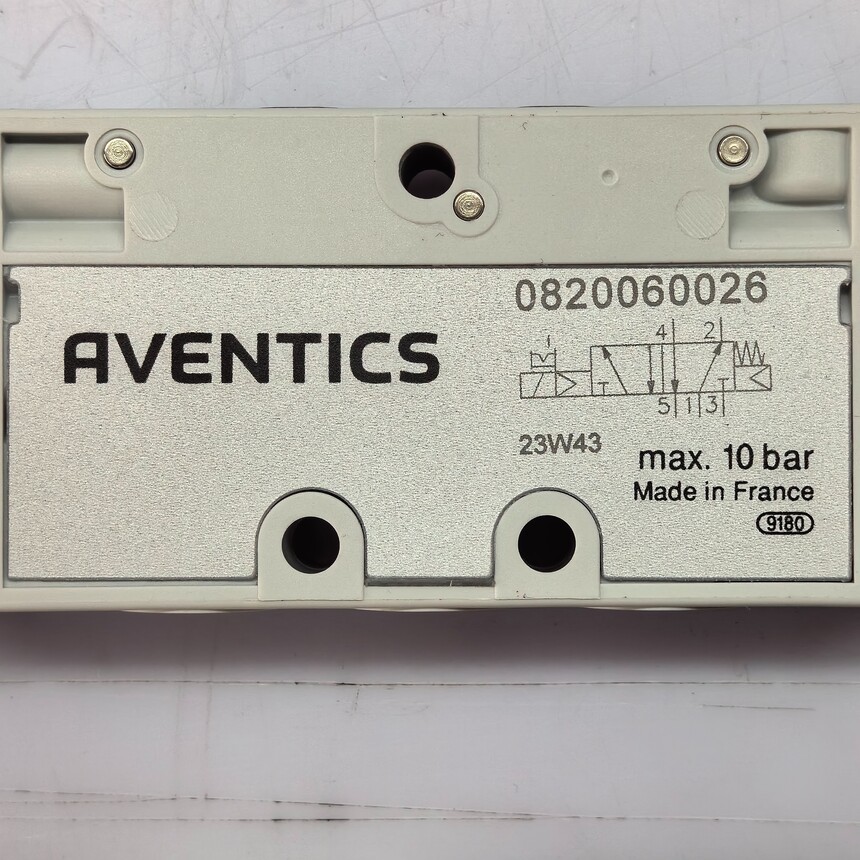 AVENTICS
0820060026
4 2
5 1 3
23W43
max. 10 bar
Made in France
9180